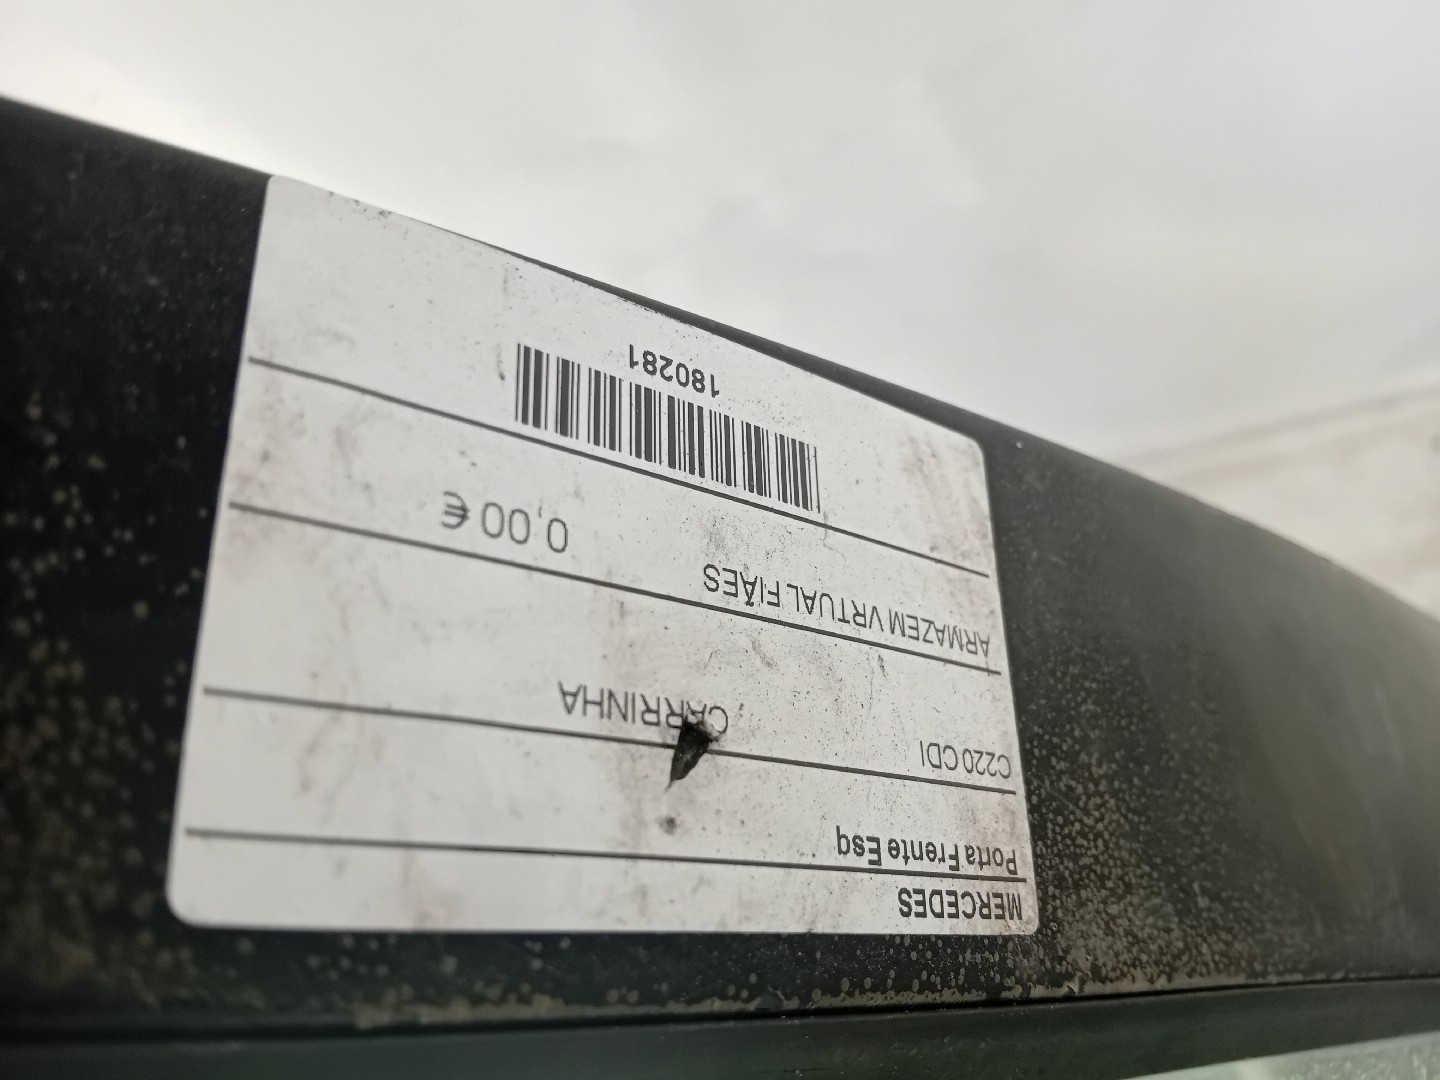 MERCEDES
Porta Frente Esq
C220 CDI
CARRINHA
ARMAZEM VRTUAL FIÃES
0,00 €
180281